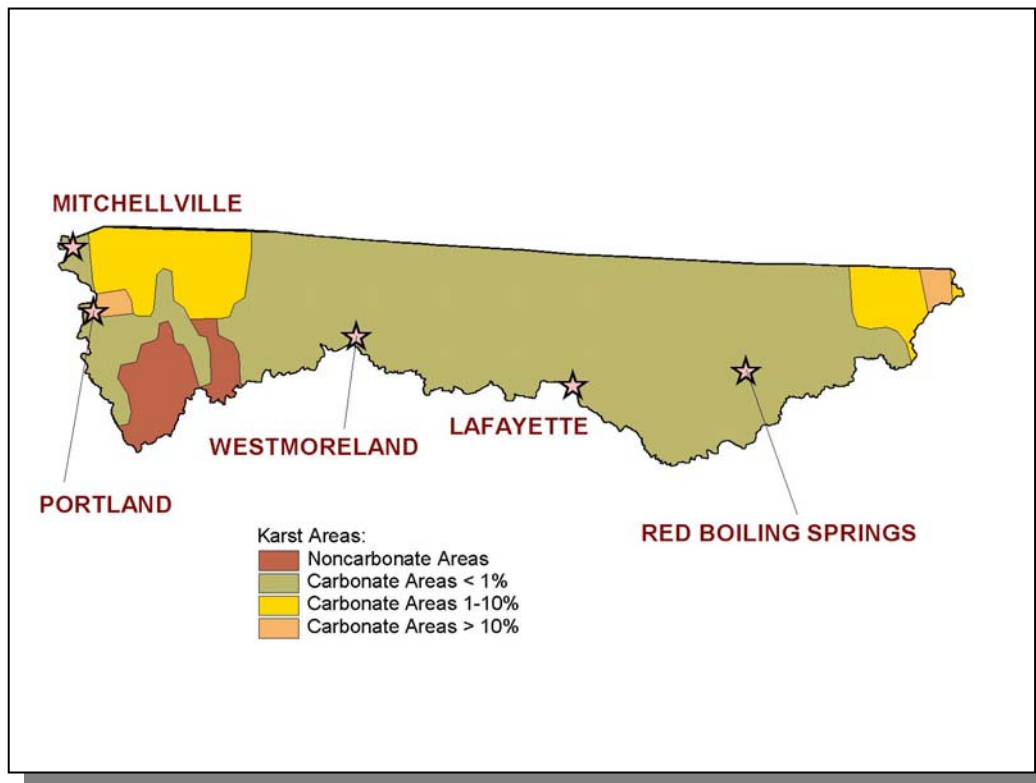 MITCHELLVILLE
WESTMORELAND
LAFAYETTE
PORTLAND
RED BOILING SPRINGS
Karst Areas:
Noncarbonate Areas
Carbonate Areas < 1%
Carbonate Areas 1-10%
Carbonate Areas > 10%